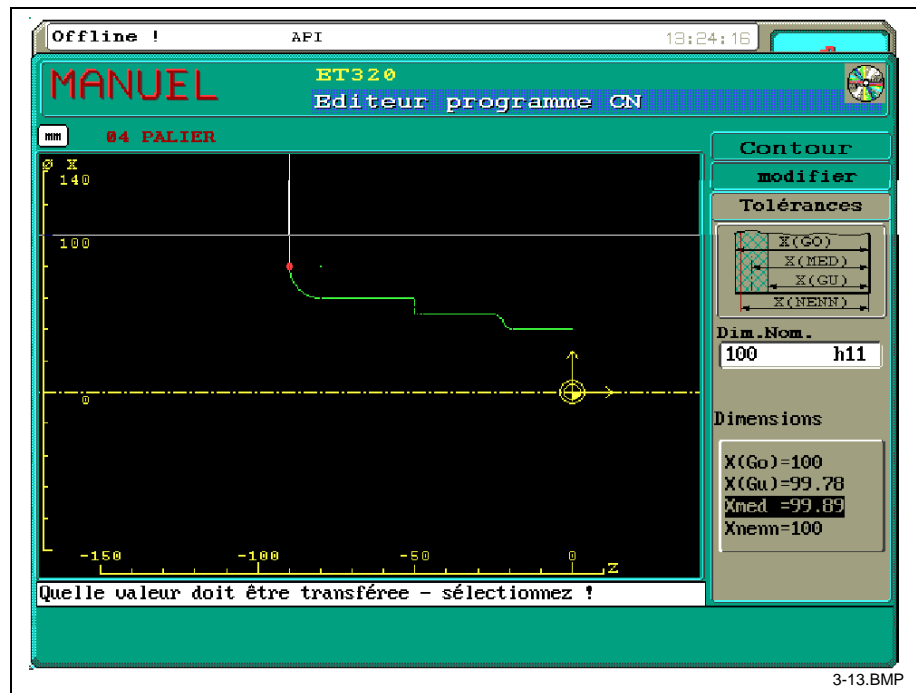 Offline !
API
13:24:16
MANUEL
ET320
Editeur programme CN
mm
04 PALIER
Contour
modifier
Tolérances
X(GO)
X(MED)
X(GU)
X(NENN)
Dim.Nom.
100 h11
Dimensions
X(Go)=100
X(Gu)=99.78
Xmed =99.89
Xnenn=100
Ø X
140
100
0
-150 -100 -50 0 Z
Quelle valeur doit être transféree - sélectionnez !
3-13.BMP